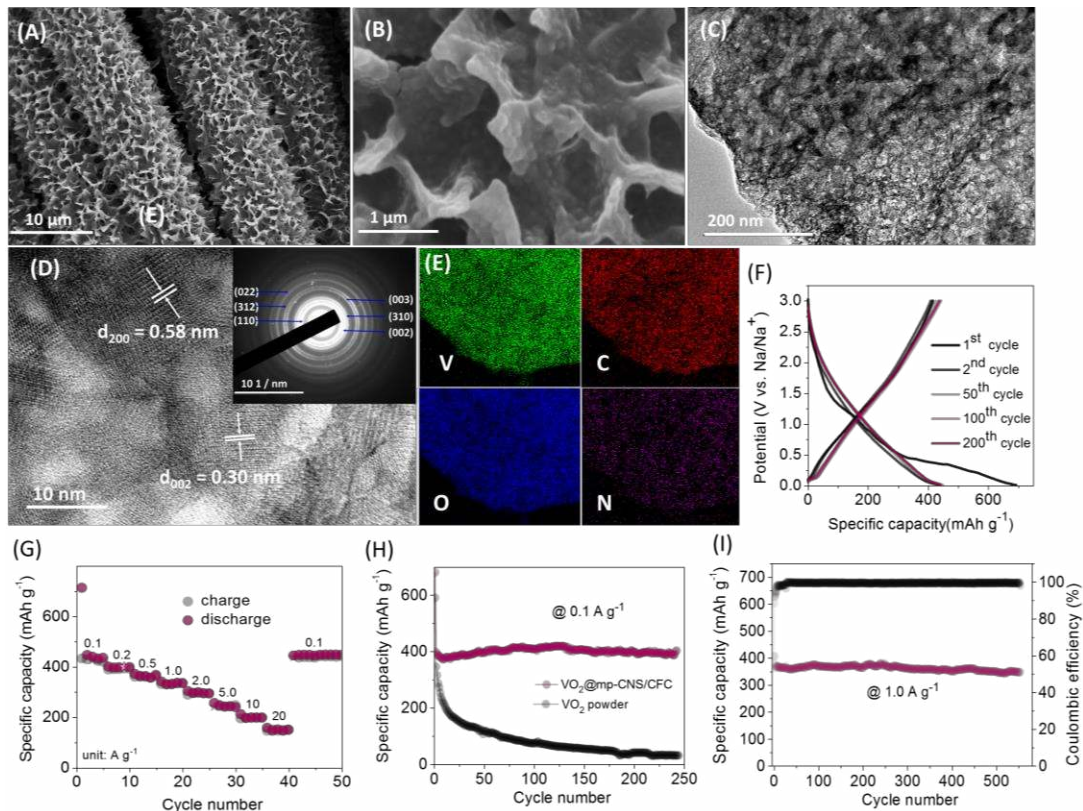 (A)
10 μm
(E)
(B)
1 μm
(C)
200 nm
(D)
d200 = 0.58 nm
d002 = 0.30 nm
10 nm
(022)
(312)
(110)
(003)
(310)
(002)
10 1 / nm
(E)
V
C
O
N
(F)
Potential (V vs. Na/Na+)
3.0
2.5
2.0
1.5
1.0
0.5
0.0
0
200
400
600
Specific capacity(mAh g-1)
1st cycle
2nd cycle
50th cycle
100th cycle
200th cycle
(G)
Specific capacity (mAh g-1)
600
400
200
0
charge
discharge
0.1
0.2
0.5
1.0
2.0
5.0
10
20
0.1
unit: A g-1
0
10
20
30
40
50
Cycle number
(H)
Specific capacity (mAh g-1)
600
400
200
0
@ 0.1 A g-1
VO2@mp-CNS/CFC
VO2 powder
0
50
100
150
200
250
Cycle number
(I)
Specific capacity (mAh g-1)
700
600
500
400
300
200
100
0
@ 1.0 A g-1
0
100
200
300
400
500
Cycle number
100
80
60
40
20
0
Coulombic efficiency (%)